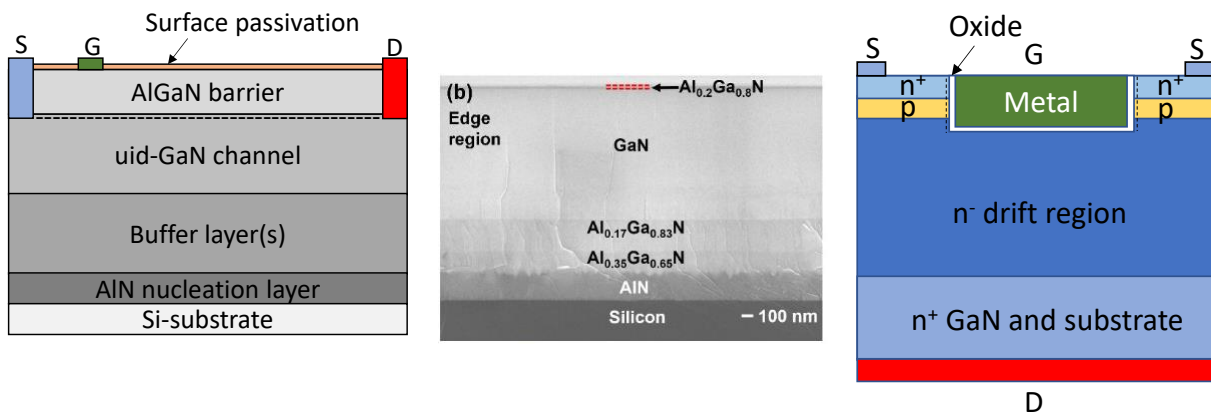 Surface passivation
S
G
D
AlGaN barrier
uid-GaN channel
Buffer layer(s)
AlN nucleation layer
Si-substrate
(b)
Edge
region
Al0.2Ga0.8N
GaN
Al0.17Ga0.83N
Al0.35Ga0.65N
AlN
Silicon
100 nm
Oxide
S
G
S
n+
Metal
n+
p
p
n- drift region
n+ GaN and substrate
D